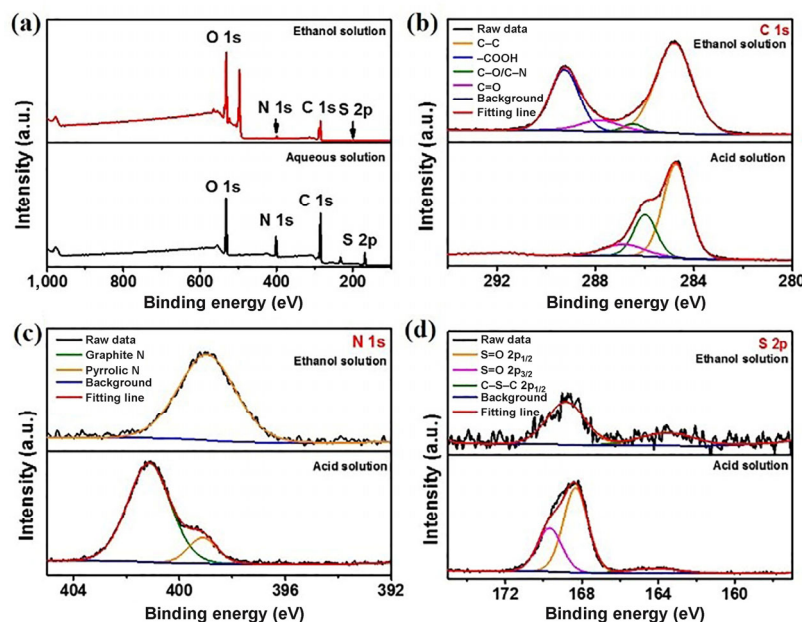 (a)
O 1s
Ethanol solution
N 1s
C 1s
S 2p
Aqueous solution
O 1s
N 1s
C 1s
S 2p
Intensity (a.u.)
1,000 800 600 400 200
Binding energy (eV)
(b)
C 1s
Raw data
C–C
–COOH
C–O/C–N
C=O
Background
Fitting line
Ethanol solution
Acid solution
Intensity (a.u.)
292 288 284 280
Binding energy (eV)
(c)
N 1s
Raw data
Graphite N
Pyrrolic N
Background
Fitting line
Ethanol solution
Acid solution
Intensity (a.u.)
404 400 396 392
Binding energy (eV)
(d)
S 2p
Raw data
S=O 2p1/2
S=O 2p3/2
C–S–C 2p1/2
Background
Fitting line
Ethanol solution
Acid solution
Intensity (a.u.)
172 168 164 160
Binding energy (eV)